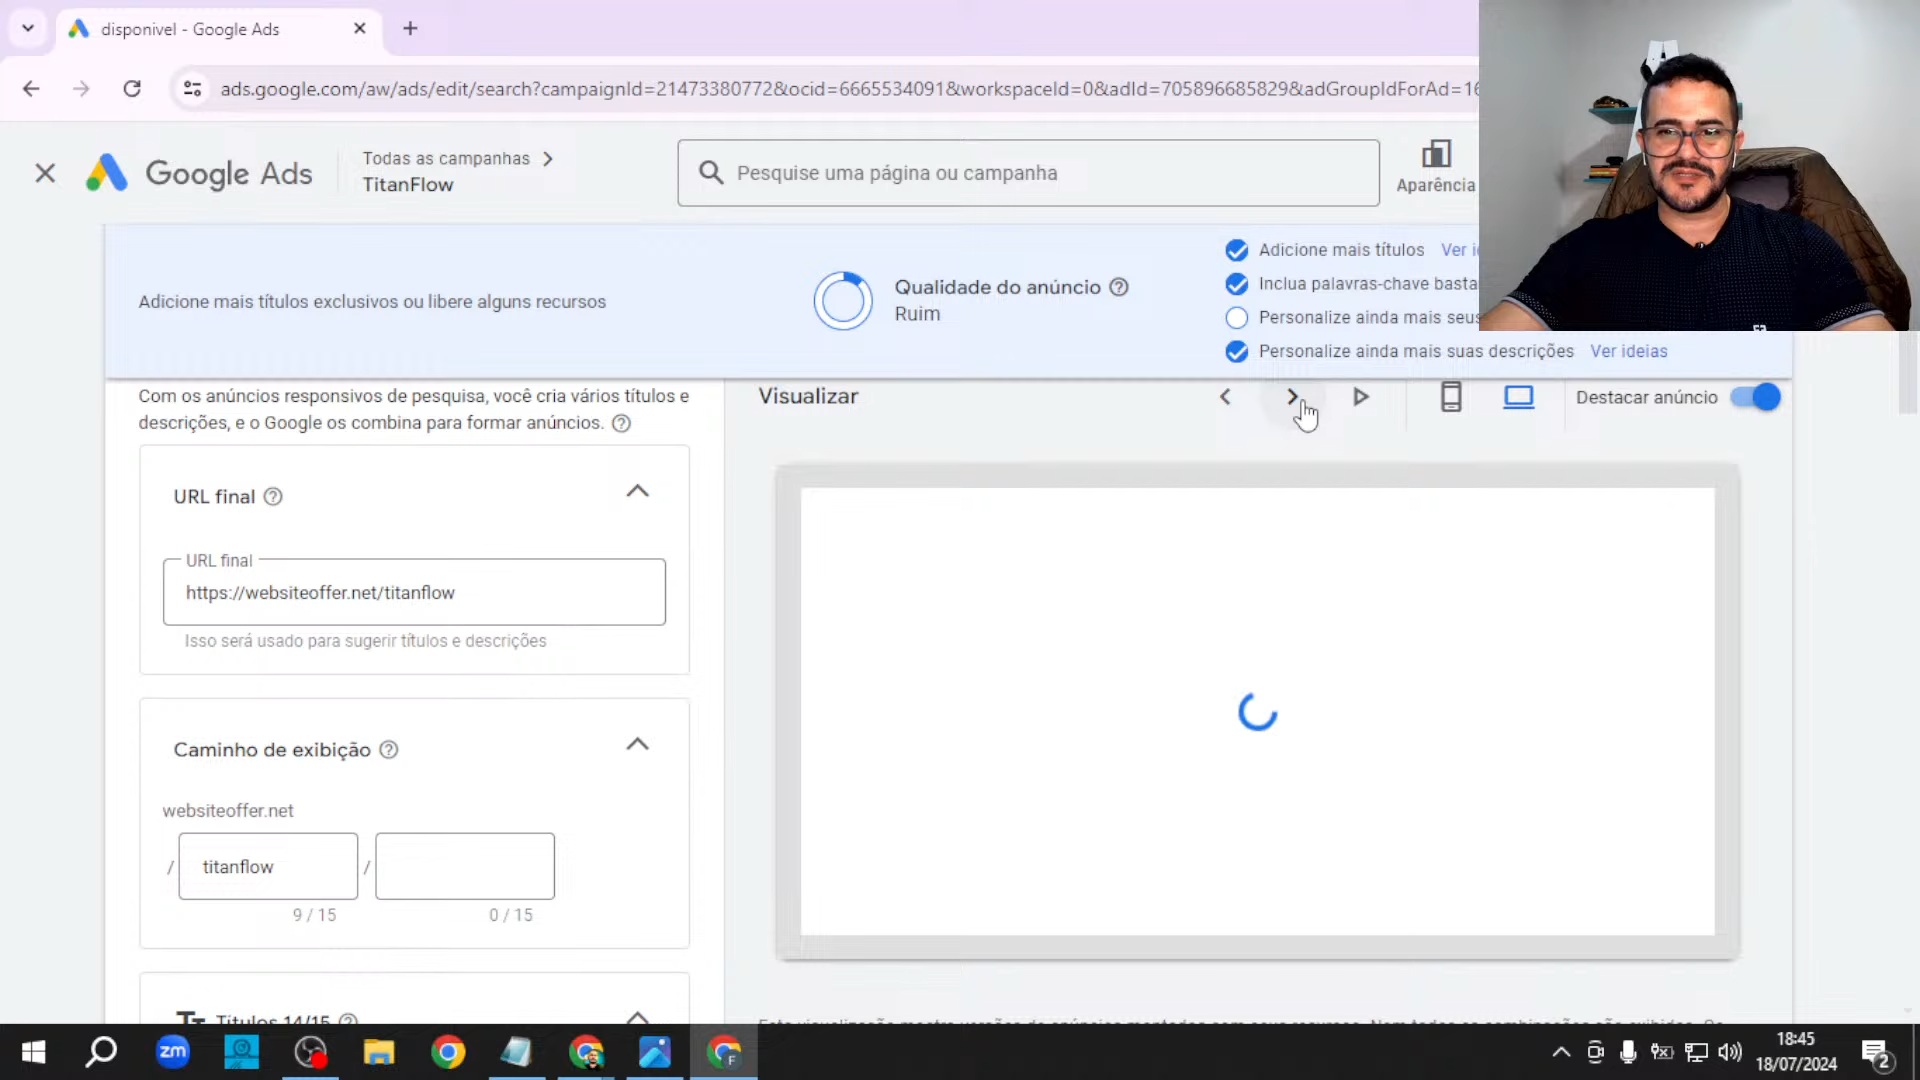 disponivel - Google Ads
ads.google.com/aw/ads/edit/search?campaignId=21473380772&ocid=6665534091&workspaceId=0&adId=705896685829&adGroupIdForAd=16
Google Ads
Todas as campanhas
TitanFlow
Pesquise uma página ou campanha
Aparência
Adicione mais títulos exclusivos ou libere alguns recursos
Qualidade do anúncio
Ruim
Adicione mais títulos Ver i
Inclua palavras-chave basta
Personalize ainda mais seus
Personalize ainda mais suas descrições Ver ideias
Com os anúncios responsivos de pesquisa, você cria vários títulos e
descrições, e o Google os combina para formar anúncios.
Visualizar
Destacar anúncio
URL final
URL final
https://websiteoffer.net/titanflow
Isso será usado para sugerir títulos e descrições
Caminho de exibição
websiteoffer.net
/ titanflow /
9 / 15
0 / 15
Títulos 14/15
zm
F
18:45
18/07/2024
2